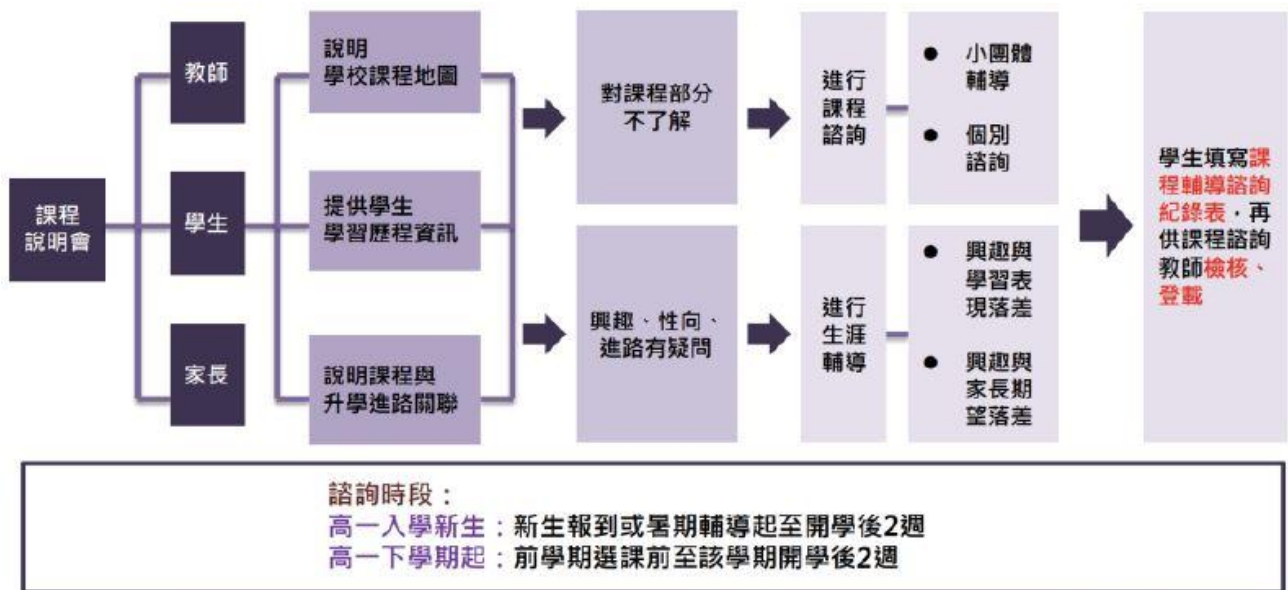 課程
說明會
教師
學生
家長
說明
學校課程地圖
提供學生
學習歷程資訊
說明課程與
升學進路關聯
對課程部分
不了解
興趣、性向、
進路有疑問
進行
課程
諮詢
進行
生涯
輔導
● 小團體
輔導
● 個別
諮詢
● 興趣與
學習表
現落差
● 興趣與
家長期
望落差
學生填寫課
程輔導諮詢
紀錄表，再
供課程諮詢
教師檢核、
登載
諮詢時段：
高一入學新生：新生報到或暑期輔導起至開學後2週
高一下學期起：前學期選課前至該學期開學後2週